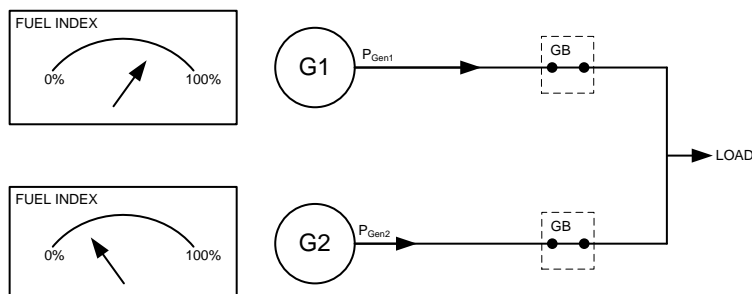 FUEL INDEX
0%
100%
G1
PGen1
GB
LOAD
FUEL INDEX
0%
100%
G2
PGen2
GB